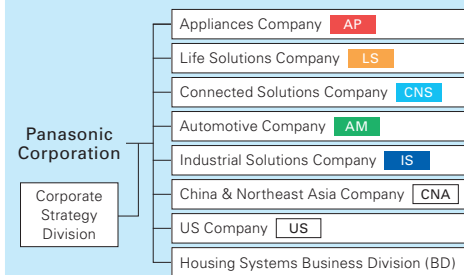 Panasonic
Corporation
Corporate
Strategy
Division
Appliances Company AP
Life Solutions Company LS
Connected Solutions Company CNS
Automotive Company AM
Industrial Solutions Company IS
China & Northeast Asia Company CNA
US Company US
Housing Systems Business Division (BD)